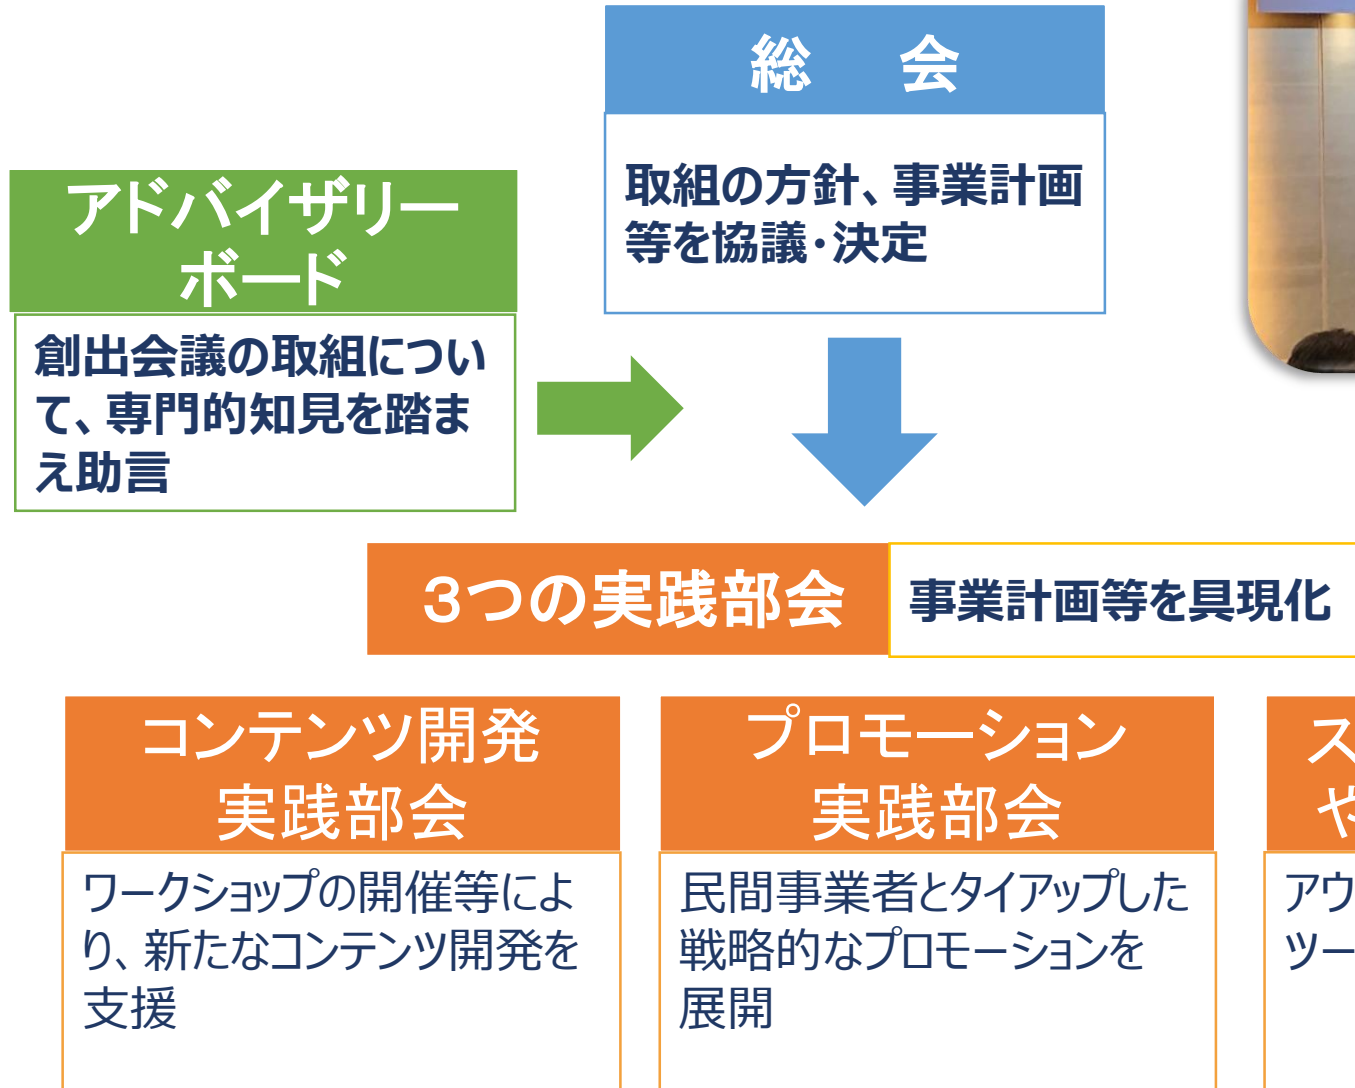 総　会
取組の方針、事業計画
等を協議・決定
アドバイザリー
ボード
創出会議の取組につい
て、専門的知見を踏ま
え助言
３つの実践部会
事業計画等を具現化
コンテンツ開発
実践部会
ワークショップの開催等によ
り、新たなコンテンツ開発を
支援
プロモーション
実践部会
民間事業者とタイアップした
戦略的なプロモーションを
展開
ス
や
アウ
ツー